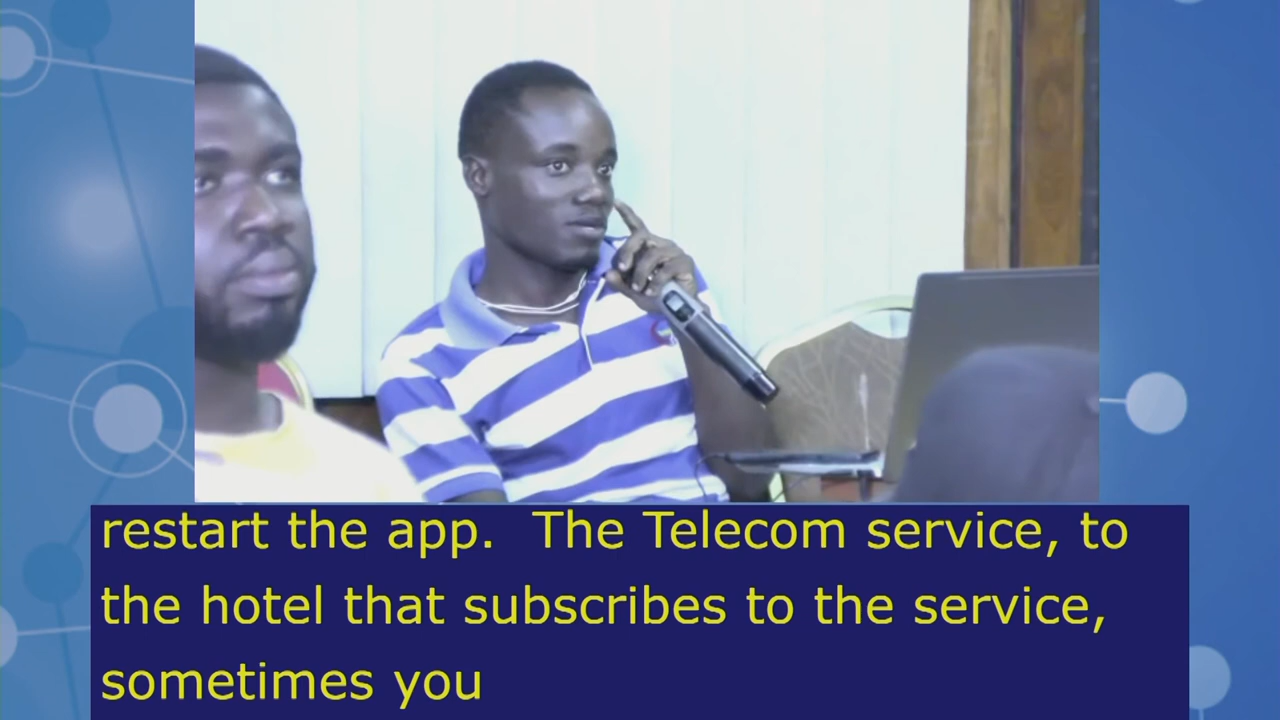 restart the app.  The Telecom service, to
the hotel that subscribes to the service,
sometimes you